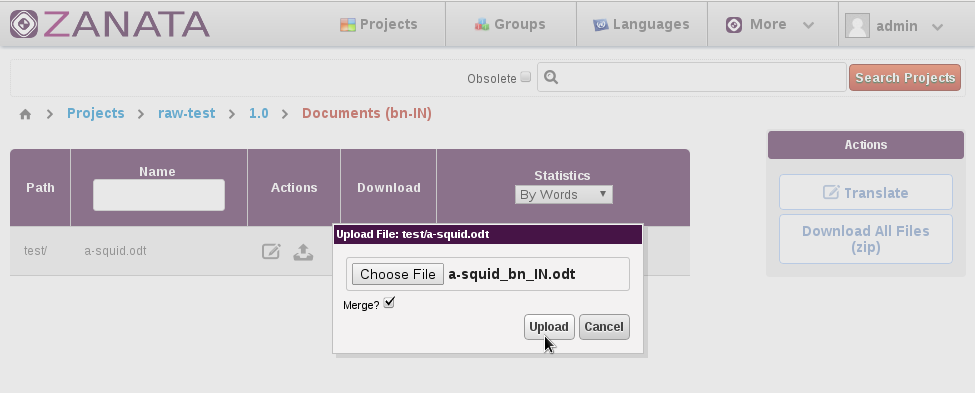 ZANATA
Projects
Groups
Languages
More
admin
Obsolete
Search Projects
Projects
raw-test
1.0
Documents (bn-IN)
Path
Name
Actions
Download
Statistics
By Words
test/
a-squid.odt
Upload File: test/a-squid.odt
Choose File a-squid_bn_IN.odt
Merge?
Upload
Cancel
Actions
Translate
Download All Files
(zip)